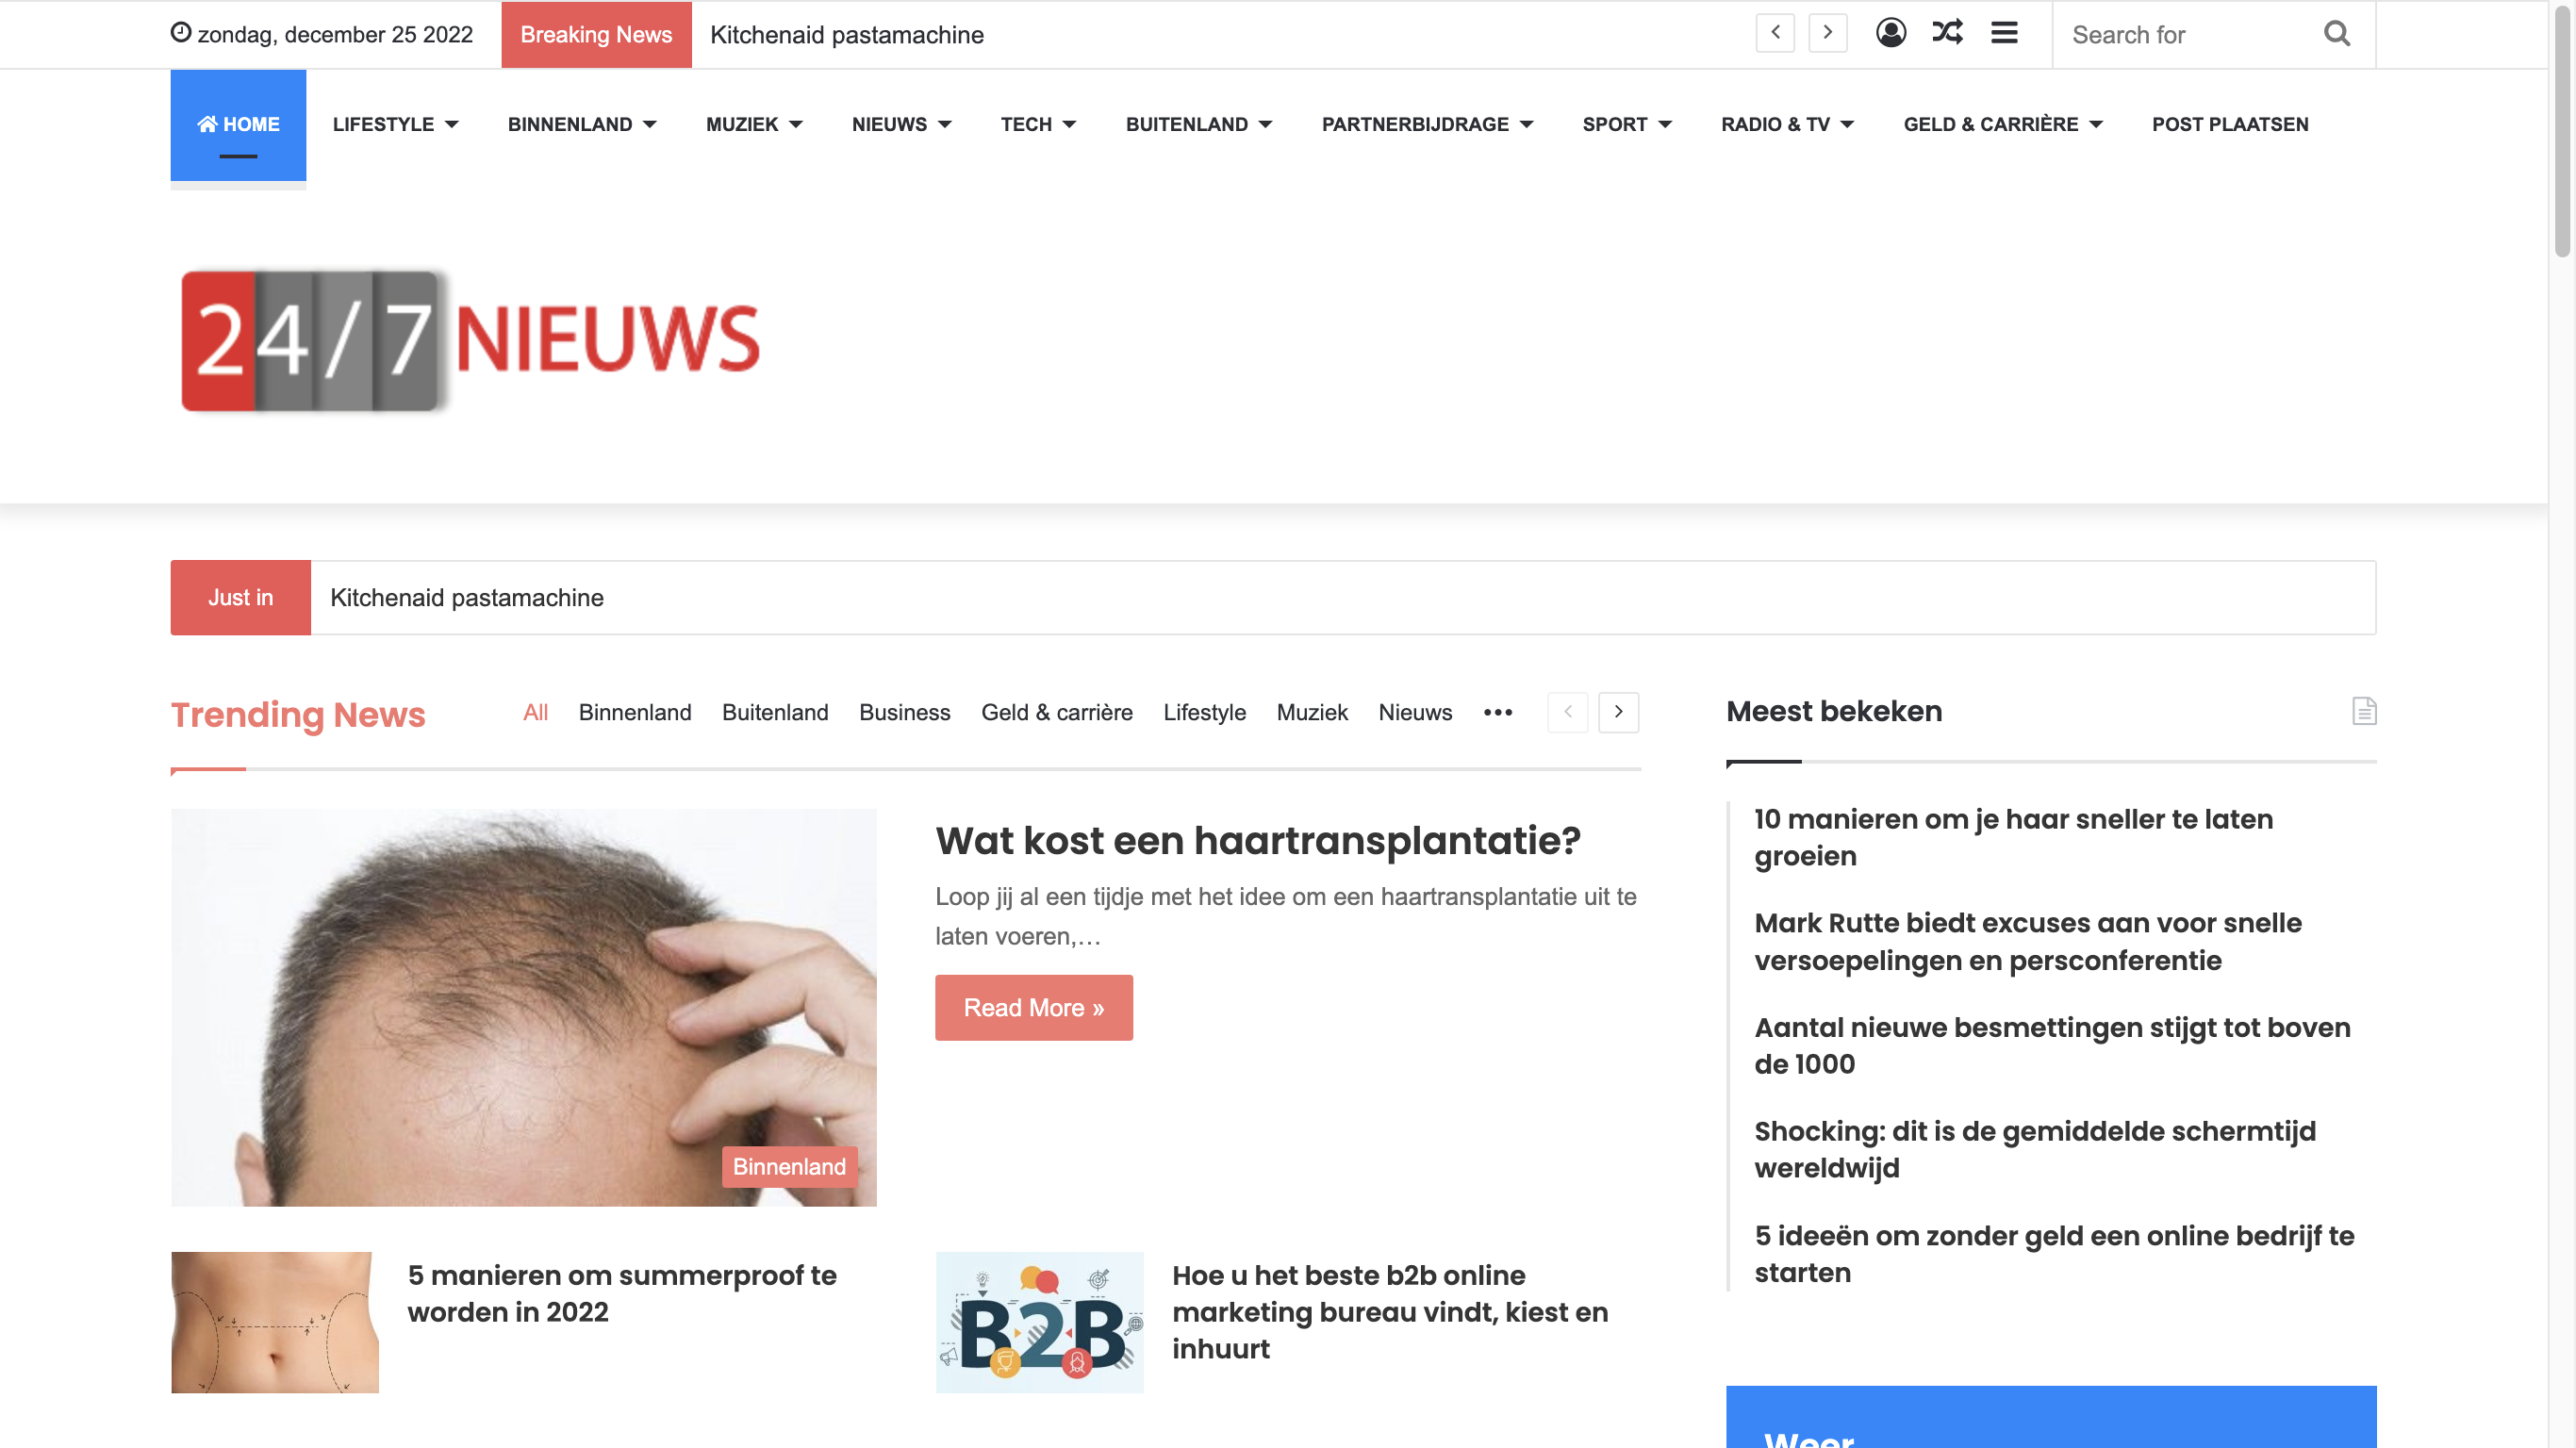 zondag, december 25 2022
Breaking News
Kitchenaid pastamachine
Search for
HOME
LIFESTYLE
BINNENLAND
MUZIEK
NIEUWS
TECH
BUITENLAND
PARTNERBIJDRAGE
SPORT
RADIO & TV
GELD & CARRIÈRE
POST PLAATSEN
24/7 NIEUWS
Just in
Kitchenaid pastamachine
Trending News
All
Binnenland
Buitenland
Business
Geld & carrière
Lifestyle
Muziek
Nieuws
•••
Wat kost een haartransplantatie?
Loop jij al een tijdje met het idee om een haartransplantatie uit te
laten voeren,…
Read More »
Binnenland
5 manieren om summerproof te
worden in 2022
B2B
Hoe u het beste b2b online
marketing bureau vindt, kiest en
inhuurt
Meest bekeken
10 manieren om je haar sneller te laten
groeien
Mark Rutte biedt excuses aan voor snelle
versoepelingen en persconferentie
Aantal nieuwe besmettingen stijgt tot boven
de 1000
Shocking: dit is de gemiddelde schermtijd
wereldwijd
5 ideeën om zonder geld een online bedrijf te
starten
Weer